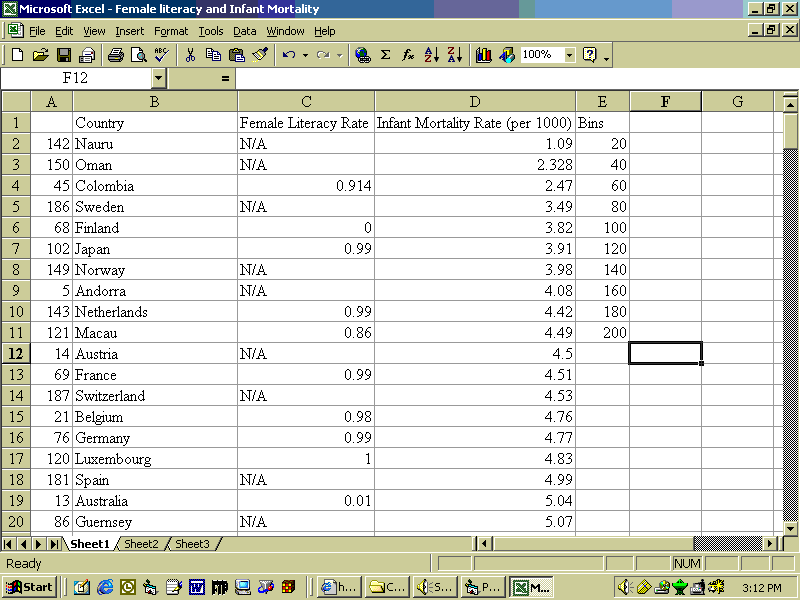 Microsoft Excel - Female literacy and Infant Mortality
File Edit View Insert Format Tools Data Window Help
100%
F12 =
A B C D E F G
1 Country Female Literacy Rate Infant Mortality Rate (per 1000) Bins
2 142 Nauru N/A 1.09 20
3 150 Oman N/A 2.328 40
4 45 Colombia 0.914 2.47 60
5 186 Sweden N/A 3.49 80
6 68 Finland 0 3.82 100
7 102 Japan 0.99 3.91 120
8 149 Norway N/A 3.98 140
9 5 Andorra N/A 4.08 160
10 143 Netherlands 0.99 4.42 180
11 121 Macau 0.86 4.49 200
12 14 Austria N/A 4.5
13 69 France 0.99 4.51
14 187 Switzerland N/A 4.53
15 21 Belgium 0.98 4.76
16 76 Germany 0.99 4.77
17 120 Luxembourg 1 4.83
18 181 Spain N/A 4.99
19 13 Australia 0.01 5.04
20 86 Guernsey N/A 5.07
Sheet1 Sheet2 Sheet3
Ready NUM
Start h... C... S... P... M... 3:12 PM